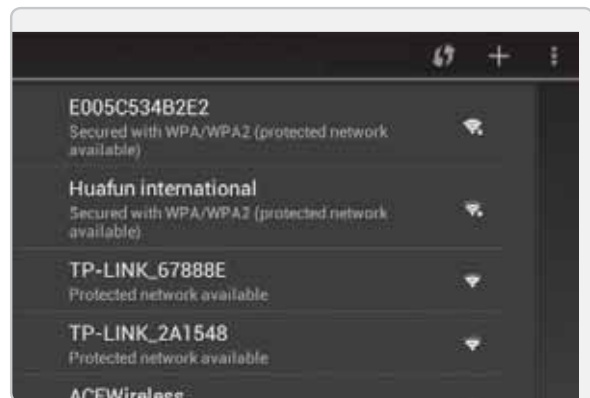 E005C534B2E2
Secured with WPA/WPA2 (protected network
available)
Huafun international
Secured with WPA/WPA2 (protected network
available)
TP-LINK_67888E
Protected network available
TP-LINK_2A1548
Protected network available
ACEWireless